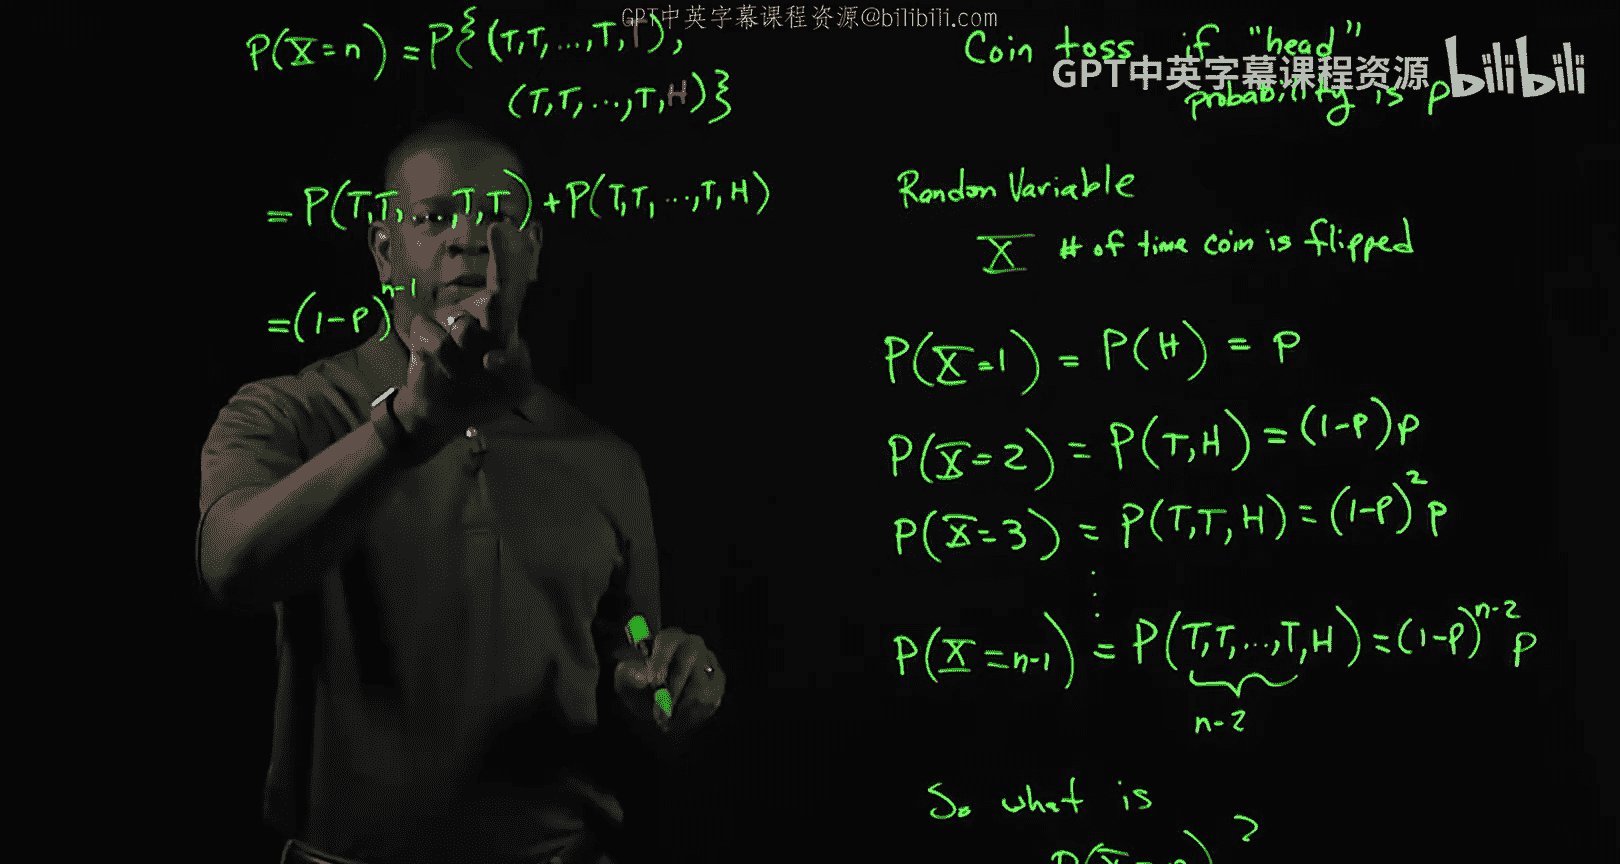 GPT中英字幕课程资源@bilibili.com
GPT中英字幕课程资源 bilibili
P(X=n) = P{(T,T,...,T,T),
(T,T,...,T,H)}
= P(T,T,...,T,T) + P(T,T,...,T,H)
= (1-p)^{n-1}
Coin toss if "head"
probability is p
Random Variable
X # of time coin is flipped
P(X=1) = P(H) = p
P(X=2) = P(T,H) = (1-p)p
P(X=3) = P(T,T,H) = (1-p)^2 p
⋮
P(X=n-1) = P(T,T,...,T,H) = (1-p)^{n-2} p
n-2
So what is
?